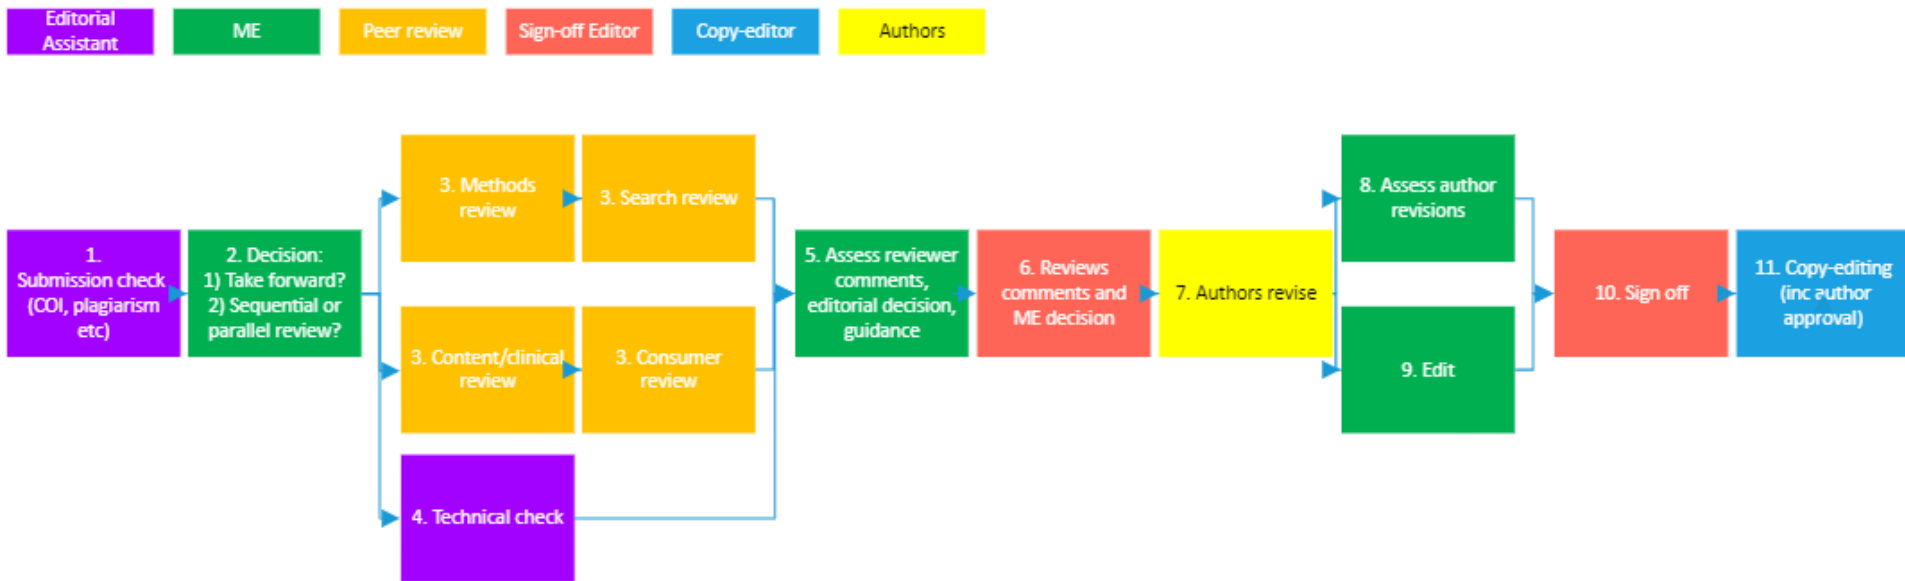 Editorial
Assistant
ME
Peer review
Sign-off Editor
Copy-editor
Authors
1.
Submission check
(COI, plagiarism
etc)
2. Decision:
1) Take forward?
2) Sequential or
parallel review?
3. Methods
review
3. Search review
3. Content/clinical
review
3. Consumer
review
4. Technical check
5. Assess reviewer
comments,
editorial decision,
guidance
6. Reviews
comments and
ME decision
7. Authors revise
8. Assess author
revisions
9. Edit
10. Sign off
11. Copy-editing
(inc author
approval)